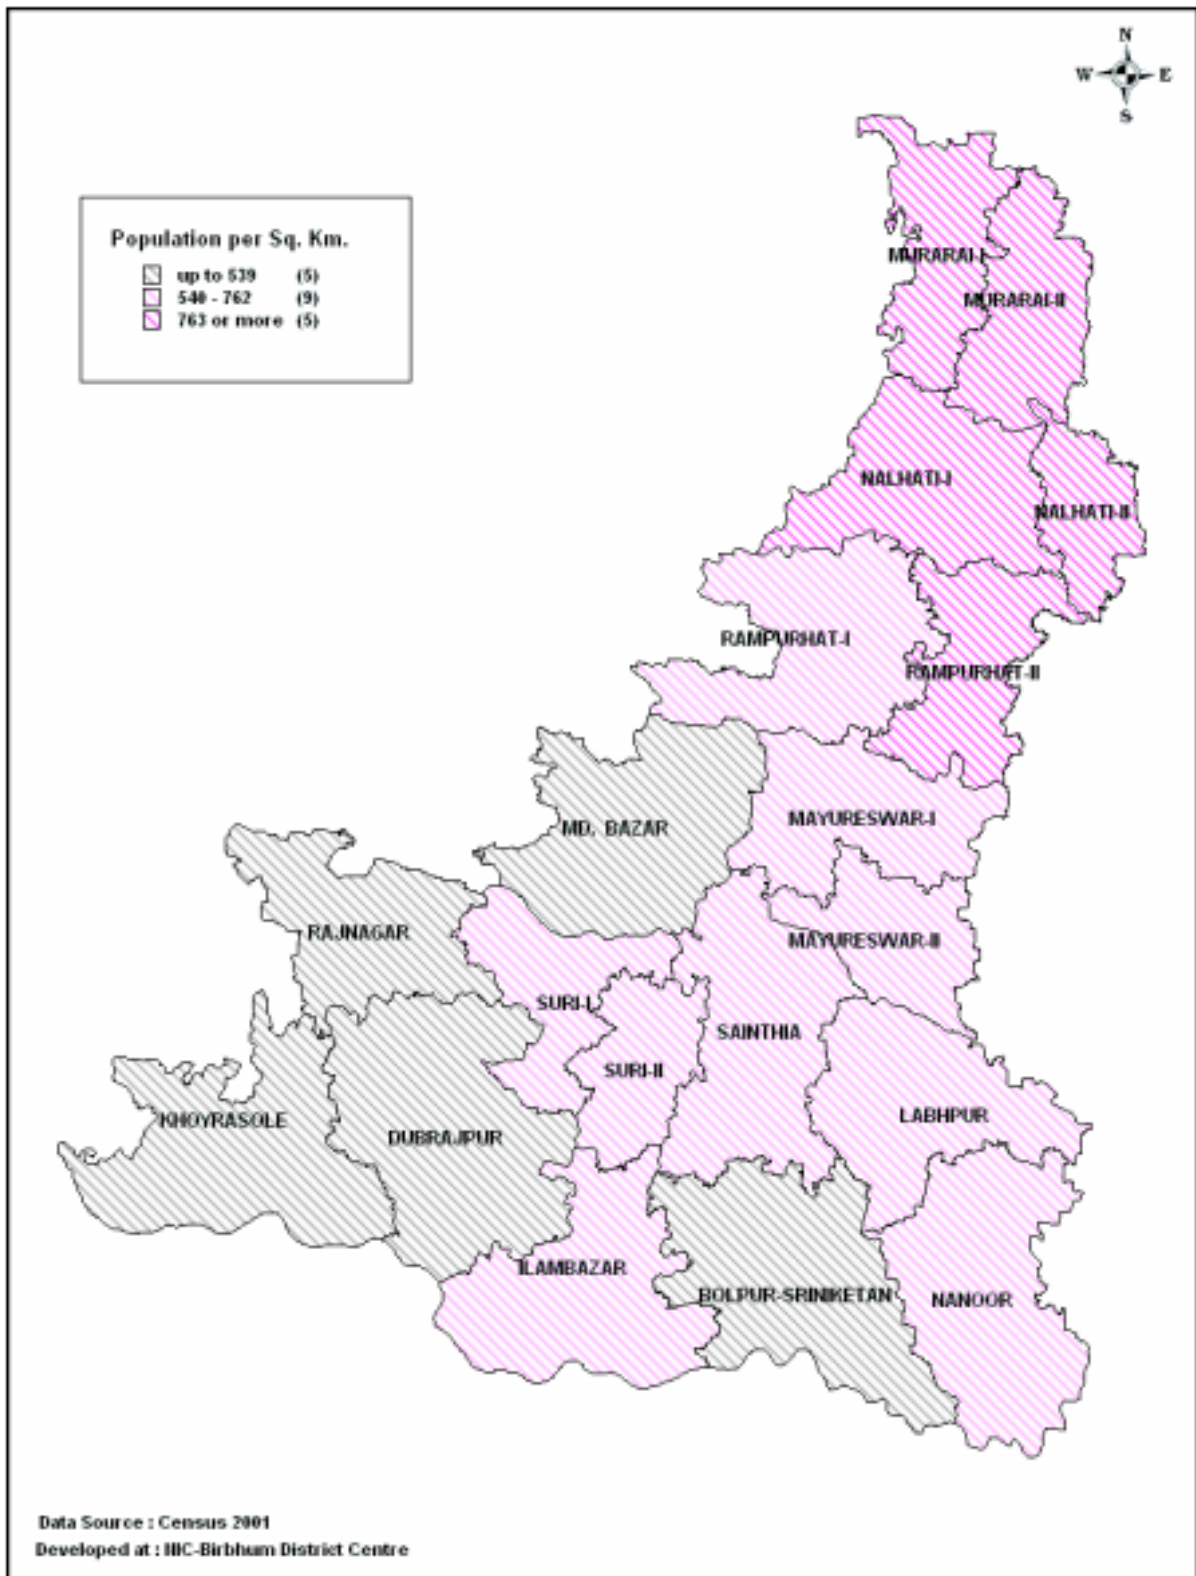 N
W E
S
Population per Sq. Km.
up to 539 (5)
540 - 762 (9)
763 or more (5)
MURARAI-I
MURARAI-II
NALHATI-I
NALHATI-II
RAMPURHAT-I
RAMPURHAT-II
MD. BAZAR
MAYURESWAR-I
RAJNAGAR
MAYURESWAR-II
SURI-I
SAINTHIA
SURI-II
LABHPUR
KHOYRASOLE
DUBRAJPUR
ILAMBAZAR
BOLPUR-SRINIKETAN
NANOOR
Data Source : Census 2001
Developed at : NIC-Birbhum District Centre